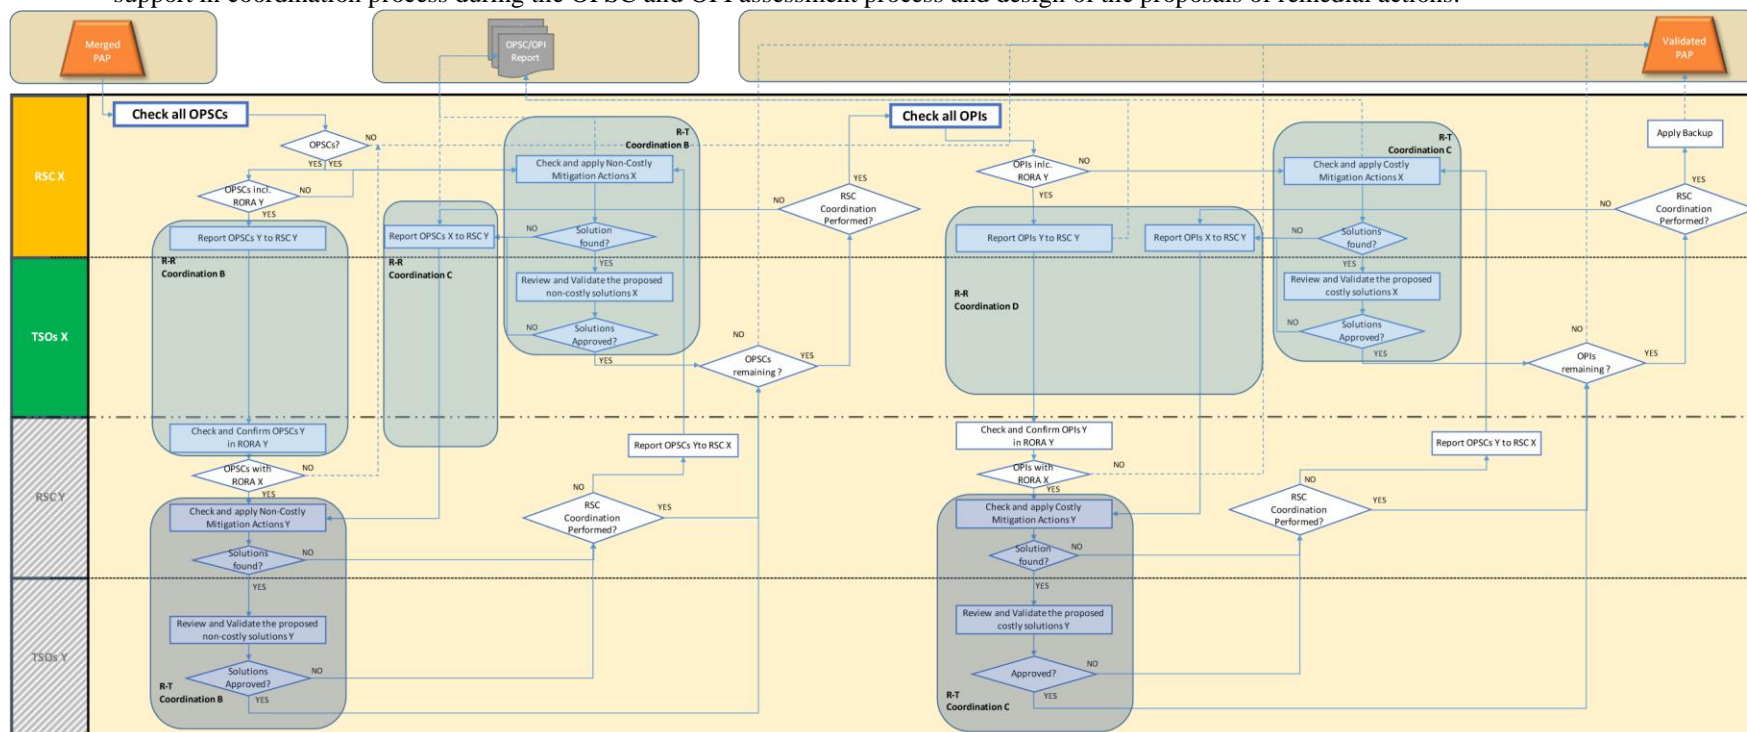 support in coordination process during the OPSC and OPI assessment process and design of the proposals of remedial actions.
Merged
PAP
OPSC/OPI
Report
Validated
PAP
RSC X
TSOs X
RSC Y
TSOs Y
Check all OPSCs
OPSCs?
NO
YES
YES
OPSCs incl.
RORA Y
NO
YES
Report OPSCs Y to RSC Y
R-R
Coordination B
Check and Confirm OPSCs Y
in RORA Y
OPSCs with
RORA X
NO
YES
Check and apply Non-Costly
Mitigation Actions Y
Solutions
found?
NO
YES
Review and Validate the proposed
non-costly solutions Y
Solutions
Approved?
NO
YES
R-T
Coordination B
Report OPSCs X to RSC Y
R-R
Coordination C
R-T
Coordination B
Check and apply Non-Costly
Mitigation Actions X
Solution
found?
NO
YES
Review and Validate the proposed
non-costly solutions X
Solutions
Approved?
NO
YES
OPSCs
remaining ?
NO
YES
RSC
Coordination
Performed?
NO
YES
Report OPSCs Yto RSC X
RSC
Coordination
Performed?
NO
YES
Check all OPIs
OPIs inlc.
RORA Y
NO
YES
Report OPIs Y to RSC Y
Report OPIs X to RSC Y
R-R
Coordination D
Check and Confirm OPIs Y
in RORA Y
OPIs with
RORA X
NO
YES
Check and apply Costly
Mitigation Actions Y
Solution
found?
NO
YES
Review and Validate the proposed
costly solutions Y
Approved?
NO
YES
R-T
Coordination C
R-T
Coordination C
Check and apply Costly
Mitigation Actions X
Solutions
found?
NO
YES
Review and Validate the proposed
costly solutions X
Solutions
Approved?
NO
YES
OPIs
remaining ?
NO
YES
Apply Backup
YES
RSC
Coordination
Performed?
NO
Report OPSCs Y to RSC X
RSC
Coordination
Performed?
NO
YES